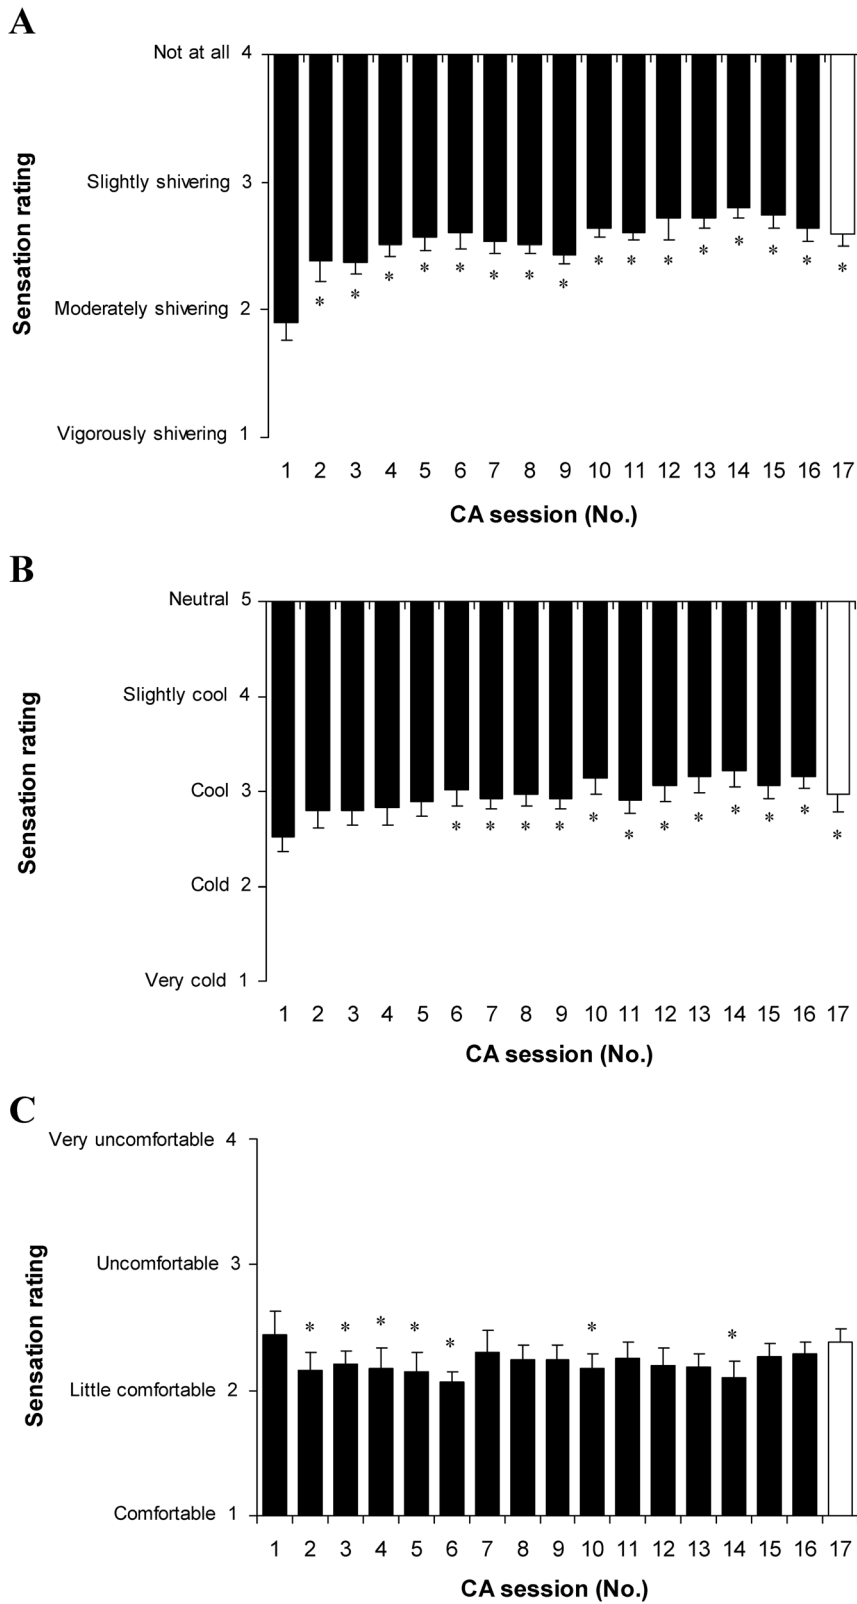 A
Not at all 4
Slightly shivering 3
Moderately shivering 2
Vigorously shivering 1
Sensation rating
* * * * * * * * * * * * * * * *
1 2 3 4 5 6 7 8 9 10 11 12 13 14 15 16 17
CA session (No.)
B
Neutral 5
Slightly cool 4
Cool 3
Cold 2
Very cold 1
Sensation rating
* * * * * * * * * * * *
1 2 3 4 5 6 7 8 9 10 11 12 13 14 15 16 17
CA session (No.)
C
Very uncomfortable 4
Uncomfortable 3
Little comfortable 2
Comfortable 1
Sensation rating
* * * * * * *
1 2 3 4 5 6 7 8 9 10 11 12 13 14 15 16 17
CA session (No.)